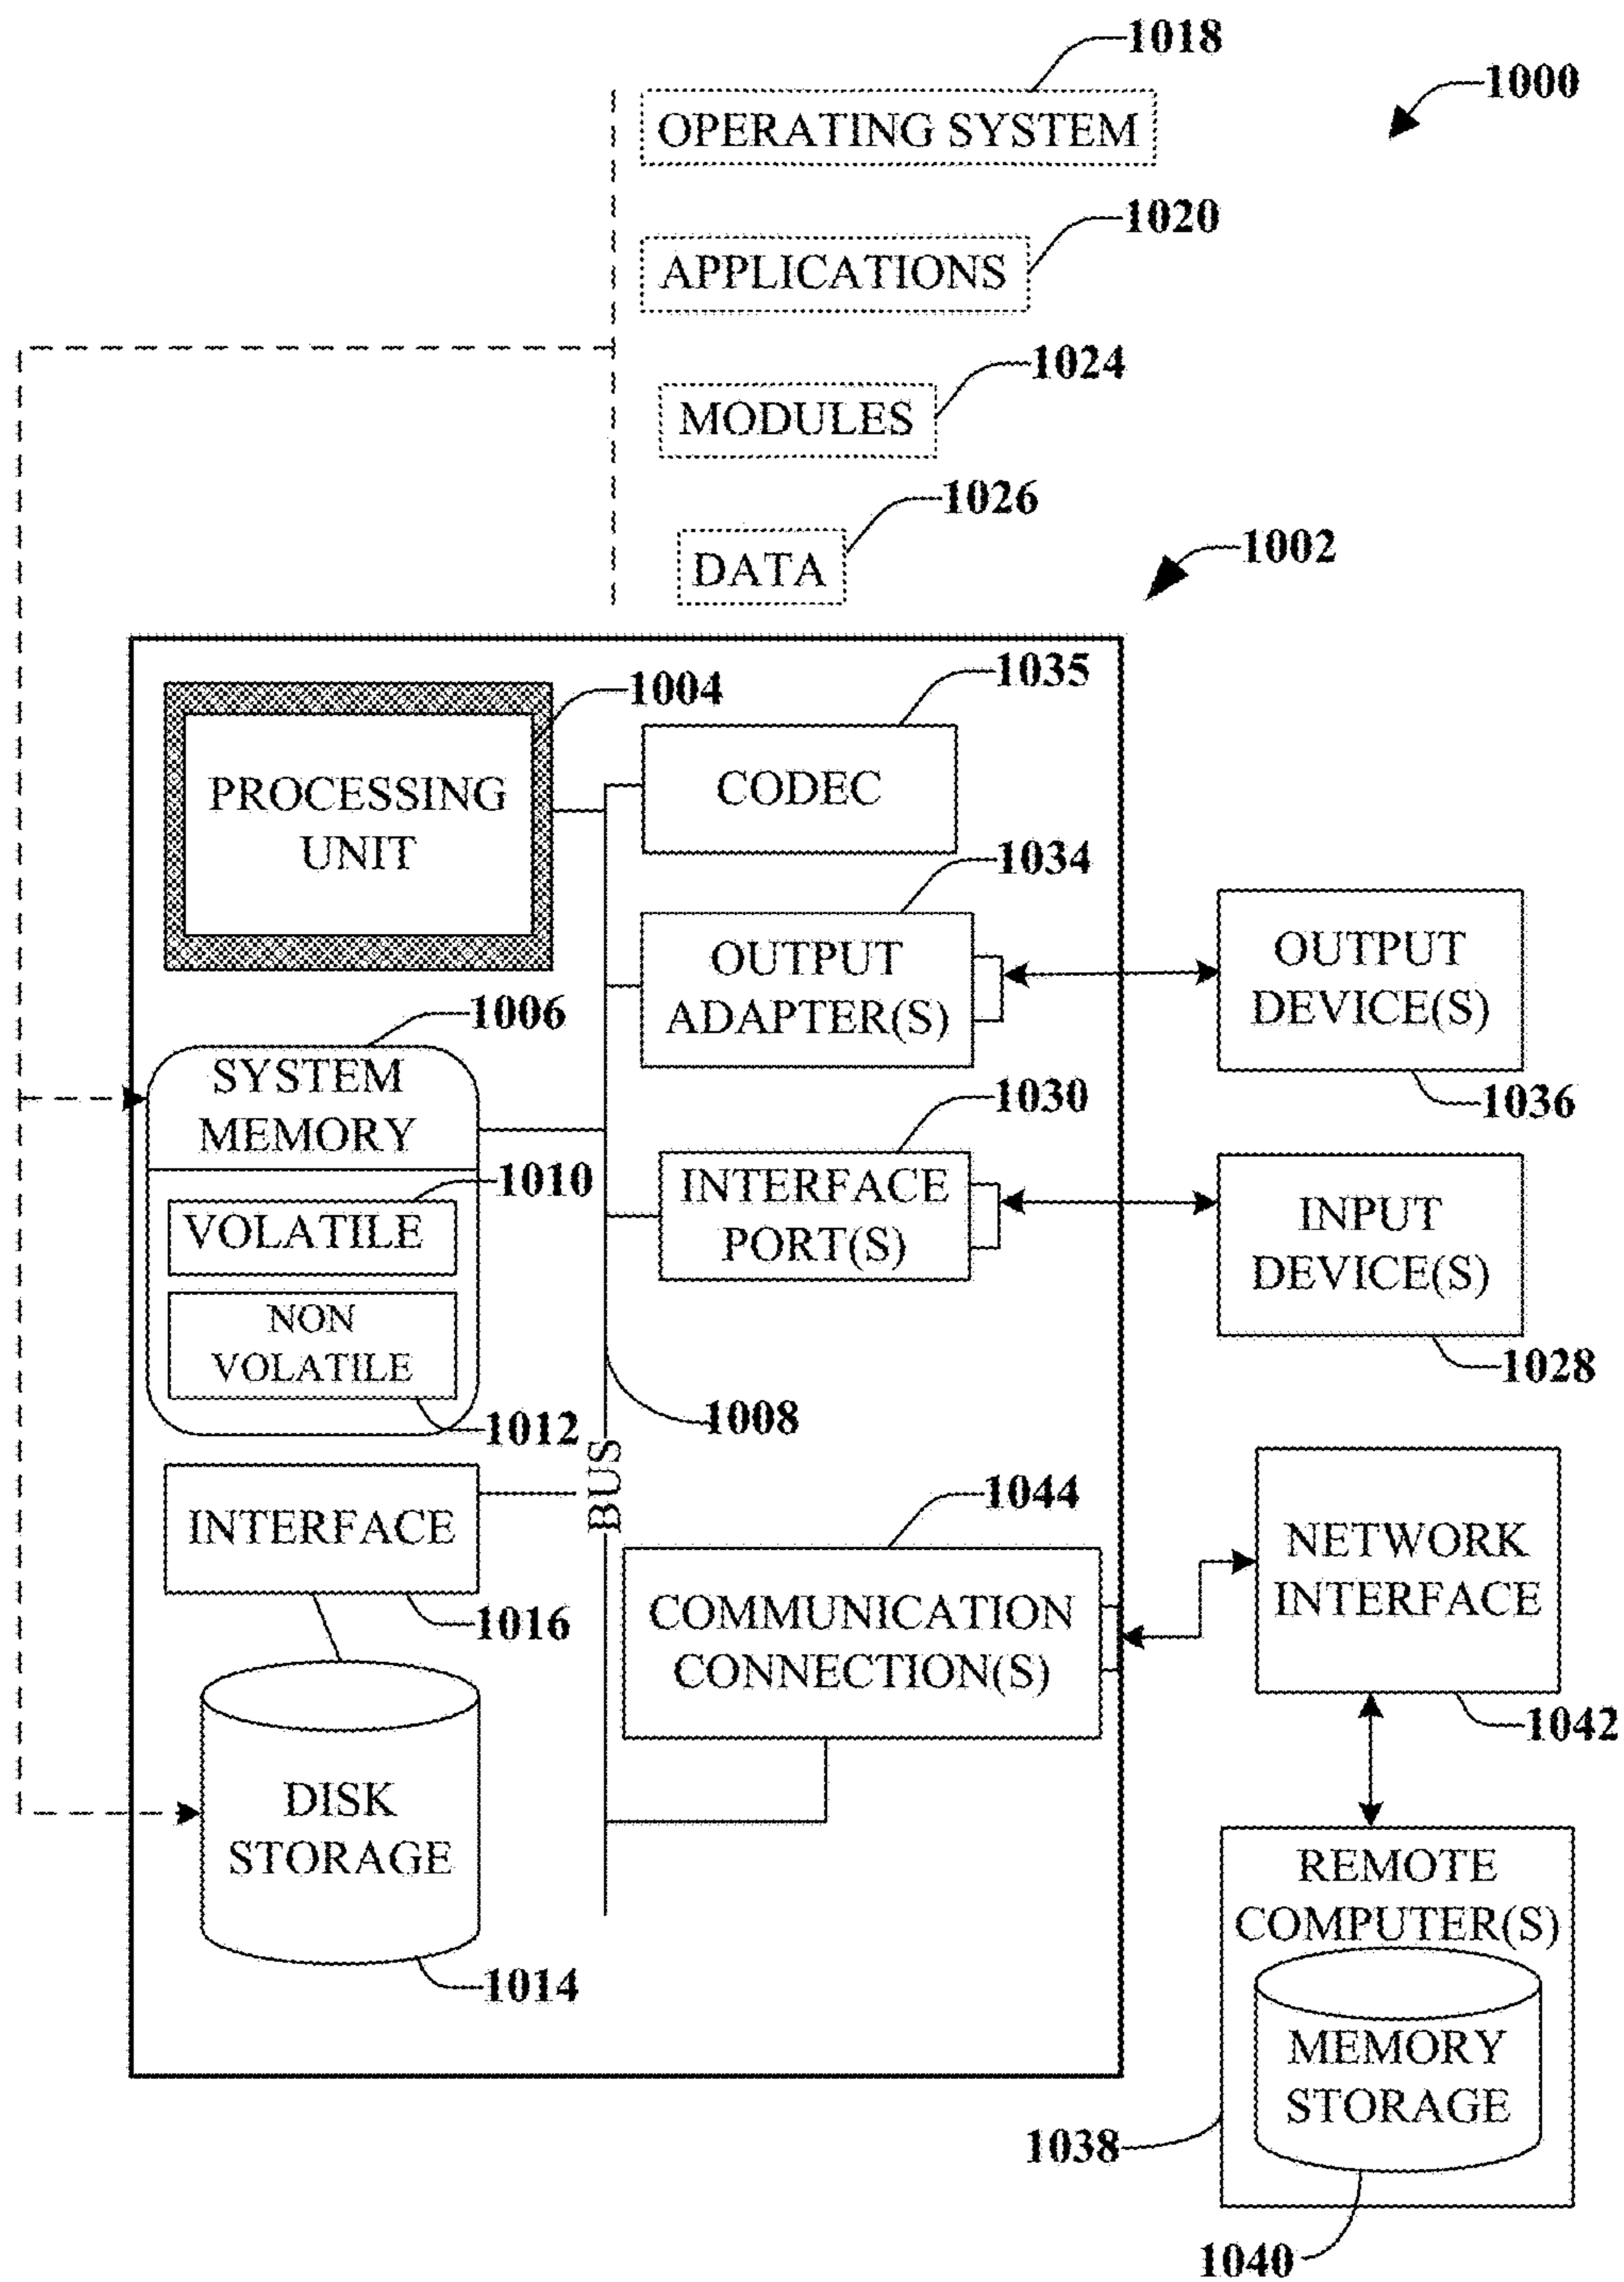 1018
1000
OPERATING SYSTEM
1020
APPLICATIONS
1024
MODULES
1026
DATA
1002
1035
1004
CODEC
PROCESSING
UNIT
1034
OUTPUT
ADAPTER(S)
OUTPUT
DEVICE(S)
1036
1006
SYSTEM
MEMORY
1030
1010
VOLATILE
INTERFACE
PORT(S)
INPUT
DEVICE(S)
1028
NON
VOLATILE
1012
1008
BUS
INTERFACE
1016
1044
COMMUNICATION
CONNECTION(S)
NETWORK
INTERFACE
1042
DISK
STORAGE
1014
REMOTE
COMPUTER(S)
MEMORY
STORAGE
1038
1040